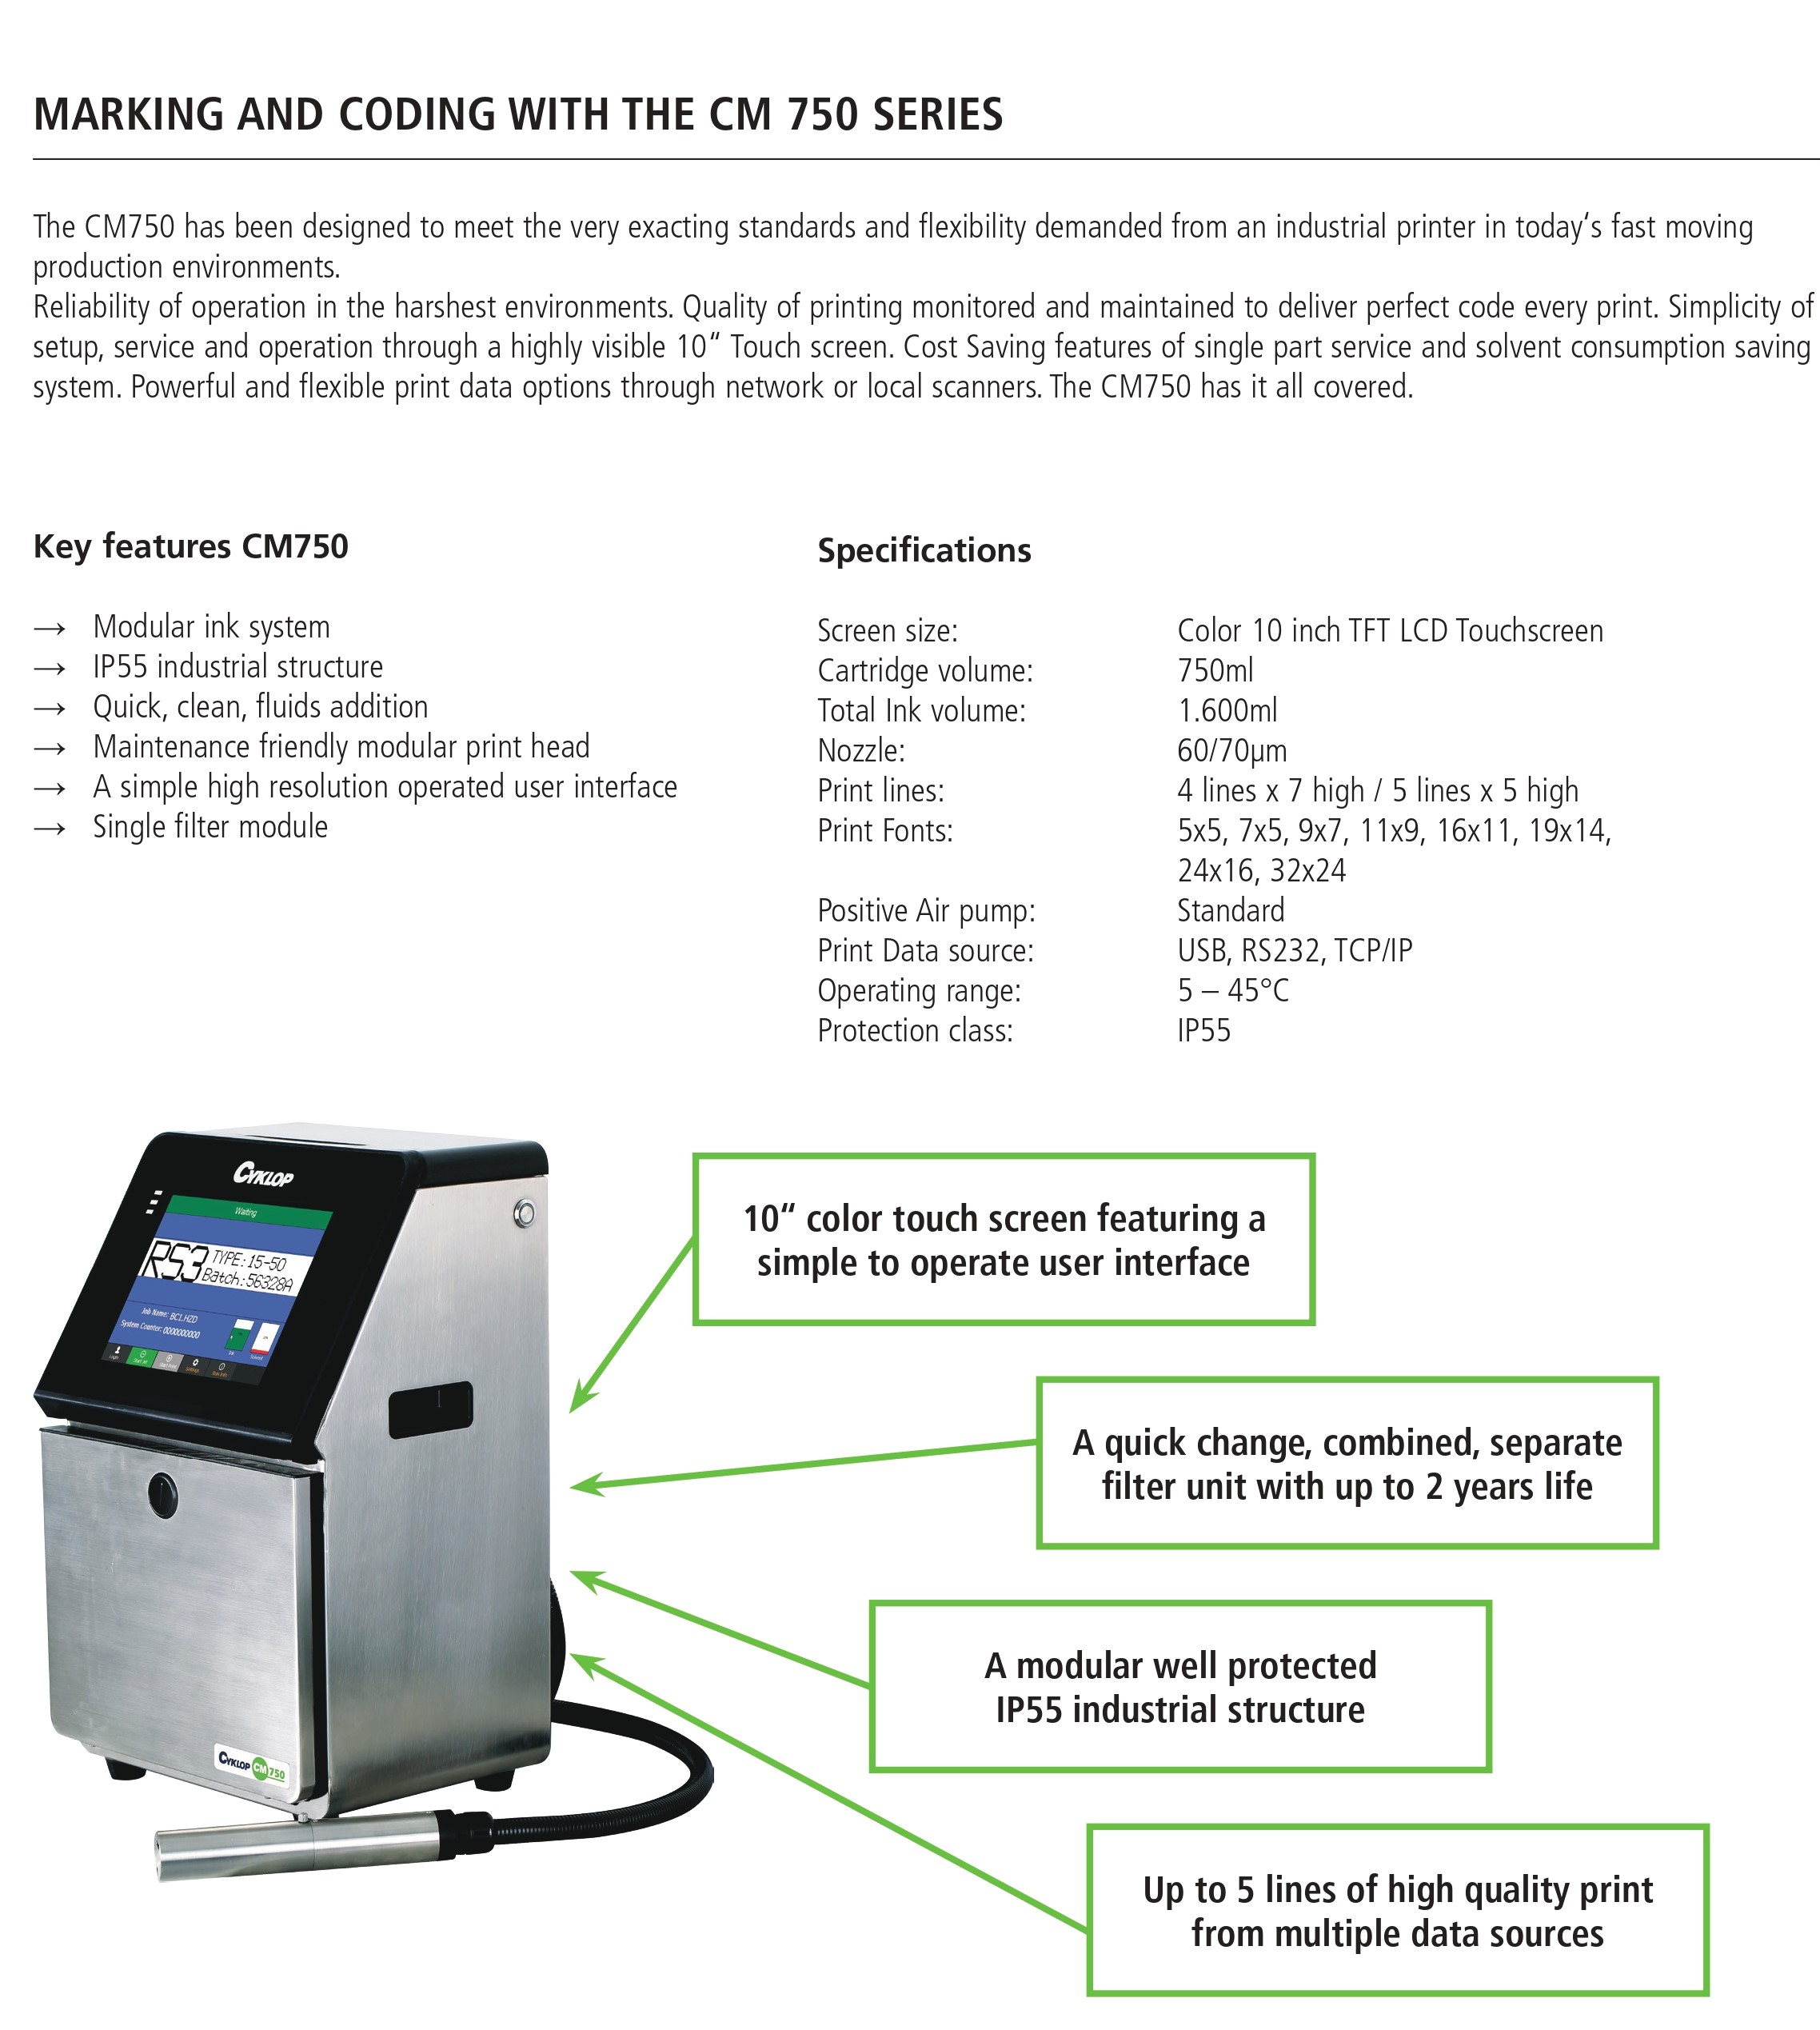 MARKING AND CODING WITH THE CM 750 SERIES
The CM750 has been designed to meet the very exacting standards and flexibility demanded from an industrial printer in today‘s fast moving
production environments.
Reliability of operation in the harshest environments. Quality of printing monitored and maintained to deliver perfect code every print. Simplicity of
setup, service and operation through a highly visible 10“ Touch screen. Cost Saving features of single part service and solvent consumption saving
system. Powerful and flexible print data options through network or local scanners. The CM750 has it all covered.
Key features CM750
→ Modular ink system
→ IP55 industrial structure
→ Quick, clean, fluids addition
→ Maintenance friendly modular print head
→ A simple high resolution operated user interface
→ Single filter module
Specifications
Screen size: Color 10 inch TFT LCD Touchscreen
Cartridge volume: 750ml
Total Ink volume: 1.600ml
Nozzle: 60/70µm
Print lines: 4 lines x 7 high / 5 lines x 5 high
Print Fonts: 5x5, 7x5, 9x7, 11x9, 16x11, 19x14,
24x16, 32x24
Positive Air pump: Standard
Print Data source: USB, RS232, TCP/IP
Operating range: 5 – 45°C
Protection class: IP55
CYKLOP
Waiting
RS3 TYPE:15-50
Batch:56328A
Job Name: BC1.HZD
System Counter: 0000000000
CYKLOP CM 750
10“ color touch screen featuring a
simple to operate user interface
A quick change, combined, separate
filter unit with up to 2 years life
A modular well protected
IP55 industrial structure
Up to 5 lines of high quality print
from multiple data sources